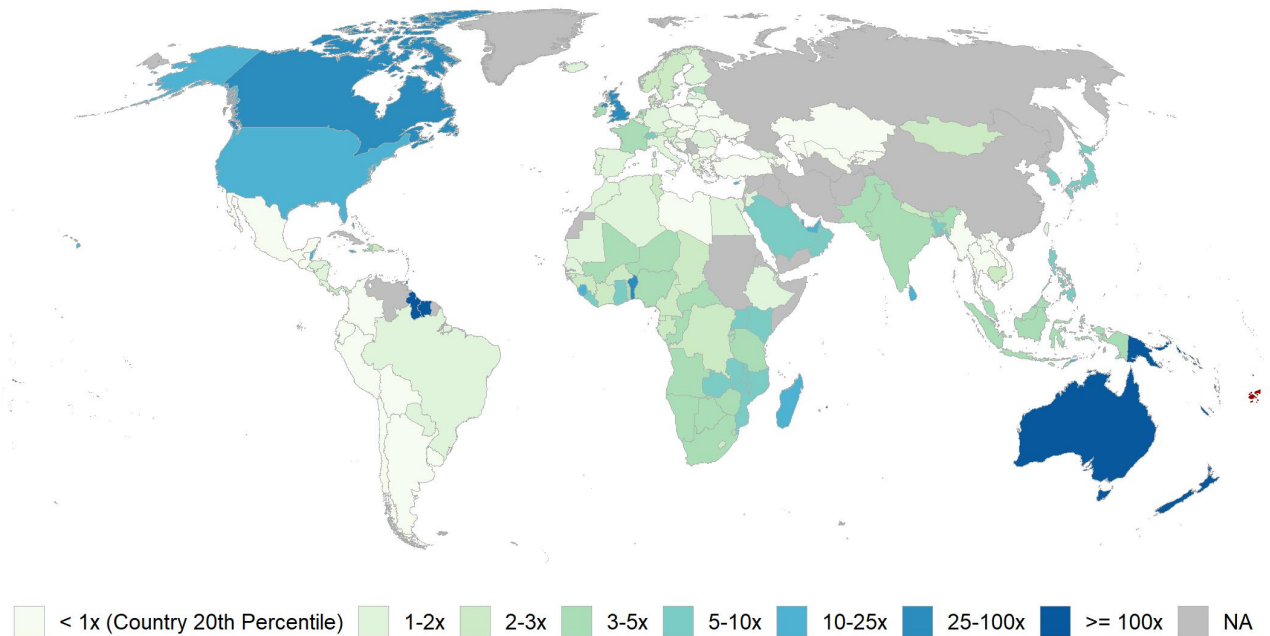 < 1x (Country 20th Percentile) 1-2x 2-3x 3-5x 5-10x 10-25x 25-100x >= 100x NA